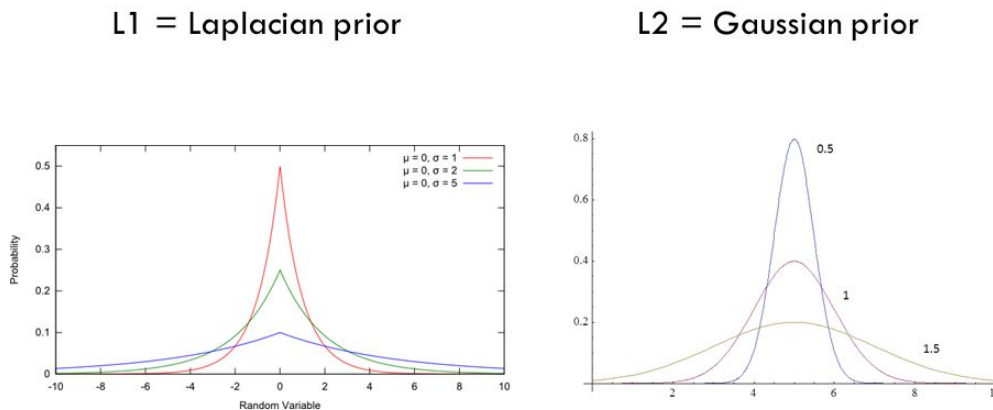 L1 = Laplacian prior
L2 = Gaussian prior
μ = 0, σ = 1
μ = 0, σ = 2
μ = 0, σ = 5
0.5
0.4
0.3
0.2
0.1
0
Probability
-10 -8 -6 -4 -2 0 2 4 6 8 10
Random Variable
0.8
0.6
0.4
0.2
0.5
1
1.5
2 4 6 8 1